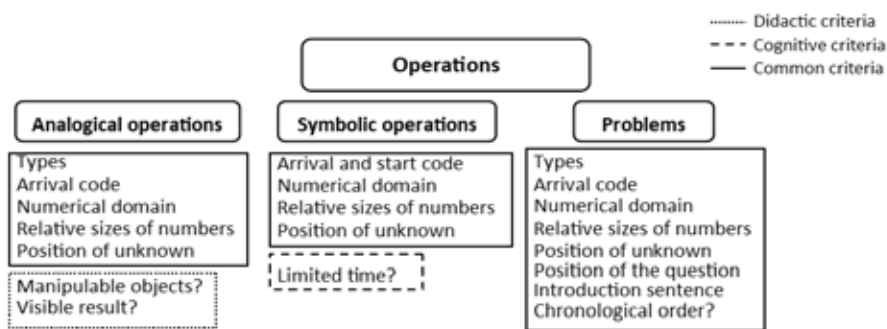 Didactic criteria
Cognitive criteria
Common criteria
Operations
Analogical operations
Types
Arrival code
Numerical domain
Relative sizes of numbers
Position of unknown
Manipulable objects?
Visible result?
Symbolic operations
Arrival and start code
Numerical domain
Relative sizes of numbers
Position of unknown
Limited time?
Problems
Types
Arrival code
Numerical domain
Relative sizes of numbers
Position of unknown
Position of the question
Introduction sentence
Chronological order?